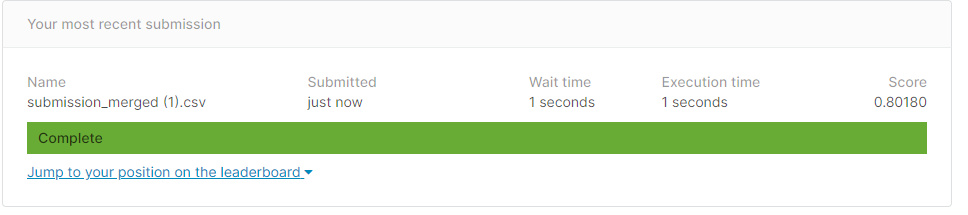 Your most recent submission
Name Submitted Wait time Execution time Score
submission_merged (1).csv just now 1 seconds 1 seconds 0.80180
Complete
Jump to your position on the leaderboard